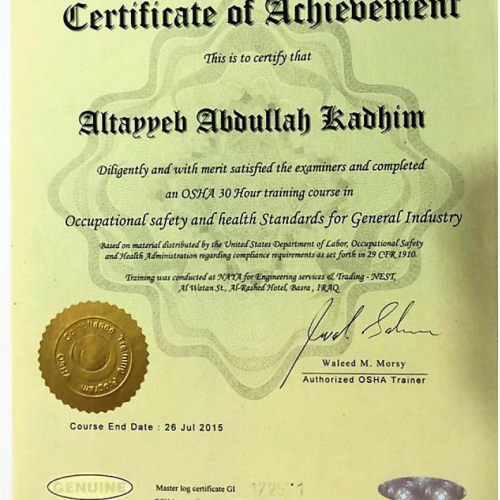 Certificate of Achievement
This is to certify that
Altayyeb Abdullah Kadhim
Diligently and with merit satisfied the examiners and completed
an OSHA 30 Hour training course in
Occupational safety and health Standards for General Industry
Based on material distributed by the United States Department of Labor, Occupational Safety
and Health Administration regarding compliance requirements as set forth in 29 CFR 1910.
Training was conducted at NAYA for Engineering services & Trading - NEST,
Al Watan St., Al-Rashed Hotel, Basra , IRAQ.
Compliance Training
Waleed M. Morsy
Authorized OSHA Trainer
Course End Date : 26 Jul 2015
GENUINE
Master log certificate GI